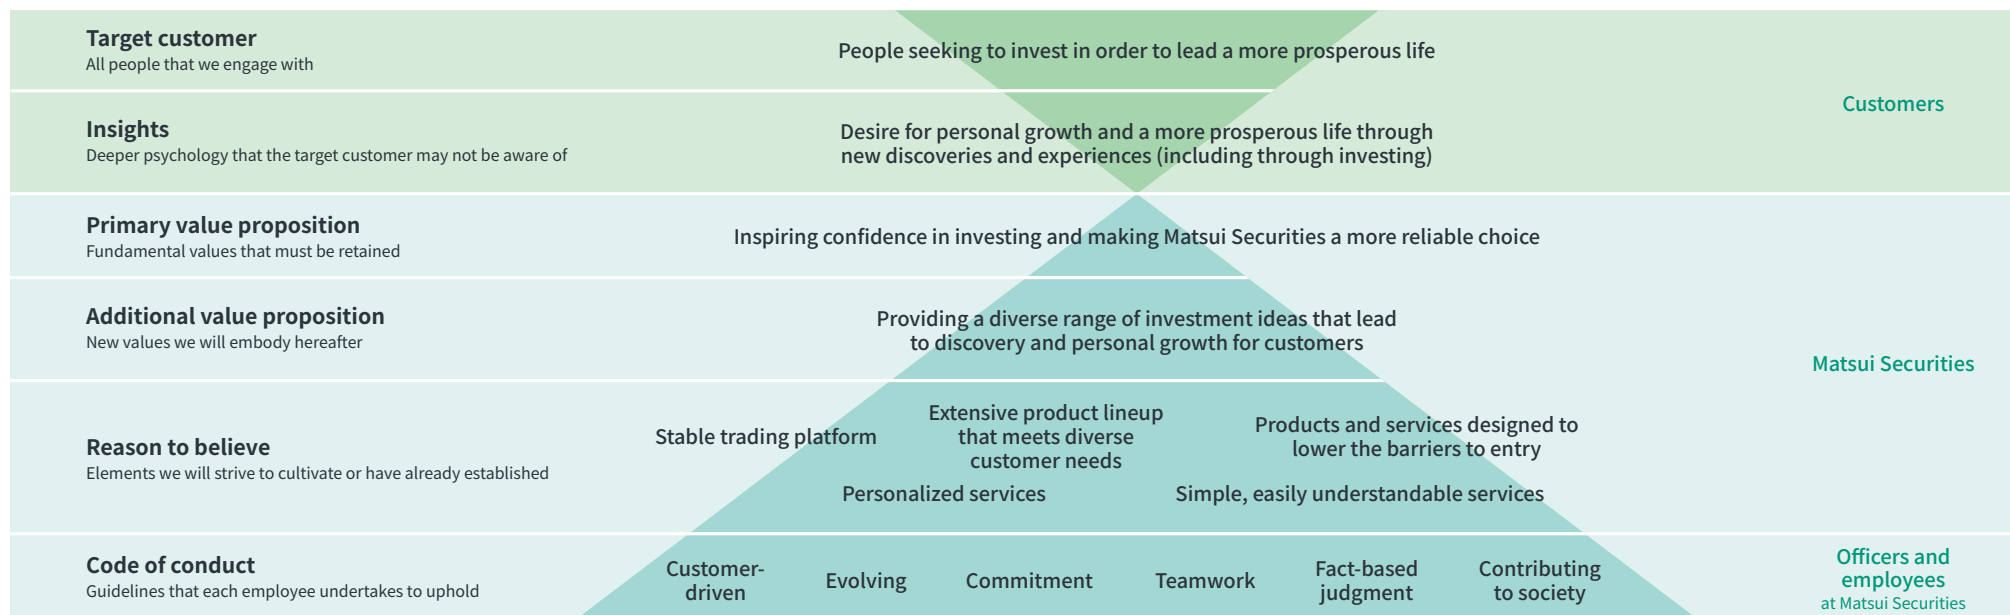 Target customer
All people that we engage with
People seeking to invest in order to lead a more prosperous life
Customers
Insights
Deeper psychology that the target customer may not be aware of
Desire for personal growth and a more prosperous life through
new discoveries and experiences (including through investing)
Primary value proposition
Fundamental values that must be retained
Inspiring confidence in investing and making Matsui Securities a more reliable choice
Additional value proposition
New values we will embody hereafter
Providing a diverse range of investment ideas that lead
to discovery and personal growth for customers
Matsui Securities
Reason to believe
Elements we will strive to cultivate or have already established
Stable trading platform
Extensive product lineup
that meets diverse
customer needs
Products and services designed to
lower the barriers to entry
Personalized services
Simple, easily understandable services
Code of conduct
Guidelines that each employee undertakes to uphold
Customer-
driven
Evolving
Commitment
Teamwork
Fact-based
judgment
Contributing
to society
Officers and
employees
at Matsui Securities